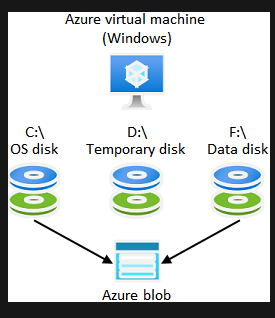 Azure virtual machine
(Windows)
C:\
OS disk
D:\
Temporary disk
F:\
Data disk
Azure blob